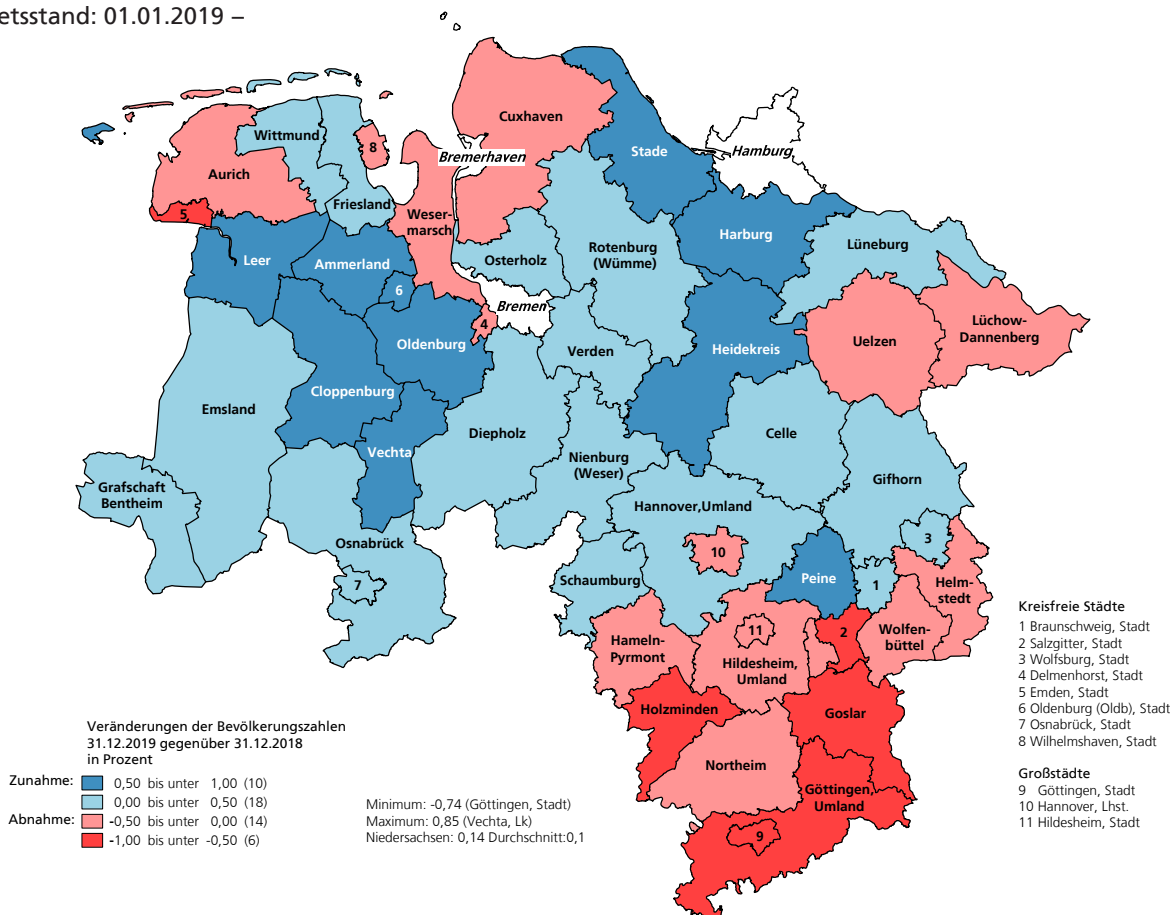 etsstand: 01.01.2019 –
Cuxhaven
Wittmund
8
Bremerhaven
Stade
Hamburg
Aurich
Friesland
5
Weser-
marsch
Harburg
Lüneburg
Rotenburg
(Wümme)
Leer
Ammerland
Osterholz
6
Bremen
4
Lüchow-
Dannenberg
Oldenburg
Verden
Heidekreis
Uelzen
Cloppenburg
Emsland
Diepholz
Celle
Vechta
Nienburg
(Weser)
Gifhorn
Grafschaft
Bentheim
Hannover,Umland
Osnabrück
10
3
7
Schaumburg
Peine
1
Helm-
stedt
11
2
Wolfen-
büttel
Hameln-
Pyrmont
Hildesheim,
Umland
Holzminden
Goslar
Northeim
Göttingen,
Umland
9
Kreisfreie Städte
1 Braunschweig, Stadt
2 Salzgitter, Stadt
3 Wolfsburg, Stadt
4 Delmenhorst, Stadt
5 Emden, Stadt
6 Oldenburg (Oldb), Stadt
7 Osnabrück, Stadt
8 Wilhelmshaven, Stadt
Großstädte
9 Göttingen, Stadt
10 Hannover, Lhst.
11 Hildesheim, Stadt
Veränderungen der Bevölkerungszahlen
31.12.2019 gegenüber 31.12.2018
in Prozent
Zunahme: 0,50 bis unter 1,00 (10)
0,00 bis unter 0,50 (18)
Abnahme: -0,50 bis unter 0,00 (14)
-1,00 bis unter -0,50 (6)
Minimum: -0,74 (Göttingen, Stadt)
Maximum: 0,85 (Vechta, Lk)
Niedersachsen: 0,14 Durchschnitt:0,1